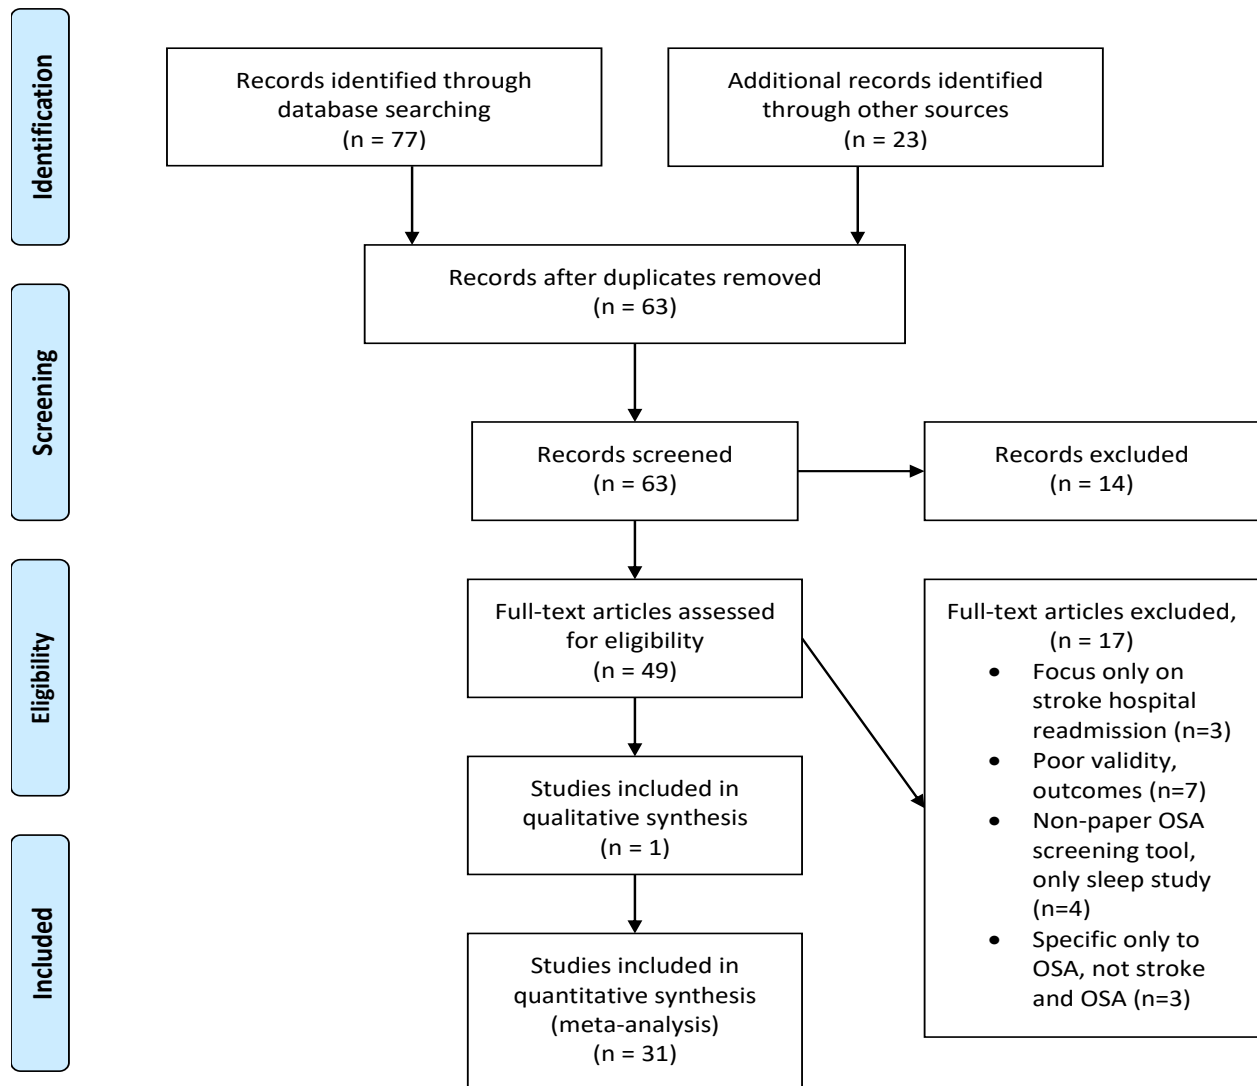 Identification
Records identified through
database searching
(n = 77)
Additional records identified
through other sources
(n = 23)
Records after duplicates removed
(n = 63)
Screening
Records screened
(n = 63)
Records excluded
(n = 14)
Eligibility
Full-text articles assessed
for eligibility
(n = 49)
Full-text articles excluded,
(n = 17)
• Focus only on
stroke hospital
readmission (n=3)
• Poor validity,
outcomes (n=7)
• Non-paper OSA
screening tool,
only sleep study
(n=4)
• Specific only to
OSA, not stroke
and OSA (n=3)
Studies included in
qualitative synthesis
(n = 1)
Included
Studies included in
quantitative synthesis
(meta-analysis)
(n = 31)